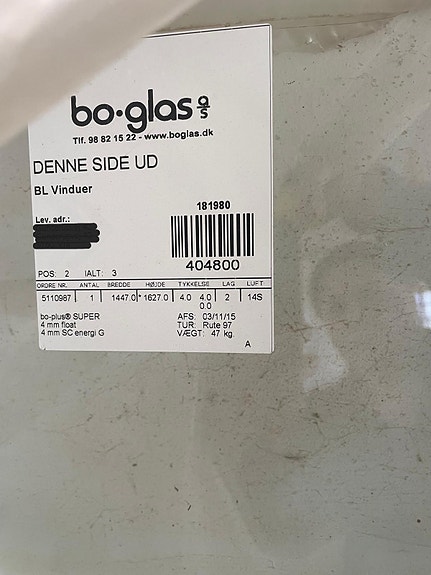 bo·glas a/s
Tlf. 98 82 15 22 - www.boglas.dk
DENNE SIDE UD
BL Vinduer
181980
Lev. adr.:
404800
POS: 2 IALT: 3
ORDRE NR. ANTAL BREDDE HØJDE TYKKELSE LAG LUFT
5110987 1 1447.0 * 1627.0 4.0 4.0 2 14S
0.0
bo-plus® SUPER AFS: 03/11/15
4 mm float TUR: Rute 97
4 mm SC energi G VÆGT: 47 kg.
A